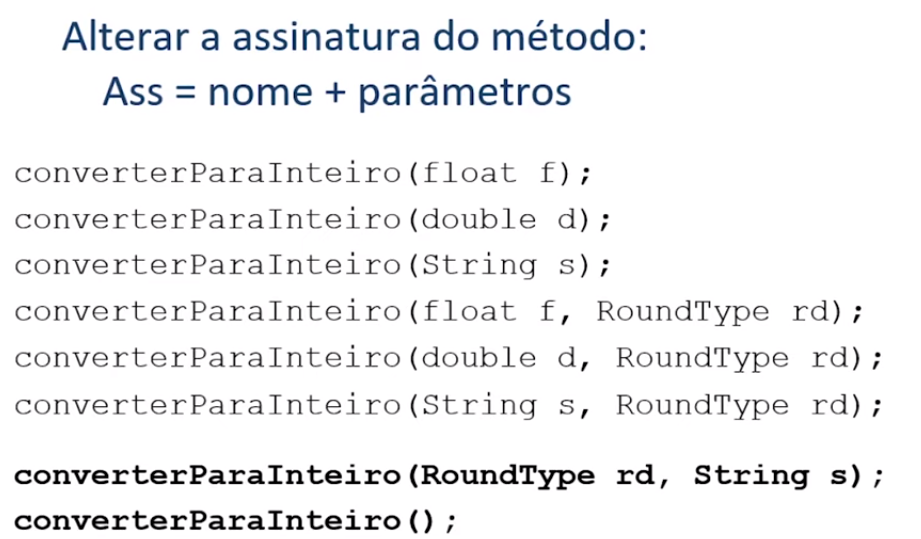 Alterar a assinatura do método:
Ass = nome + parâmetros
converterParaInteiro(float f);
converterParaInteiro(double d);
converterParaInteiro(String s);
converterParaInteiro(float f, RoundType rd);
converterParaInteiro(double d, RoundType rd);
converterParaInteiro(String s, RoundType rd);
converterParaInteiro(RoundType rd, String s);
converterParaInteiro();